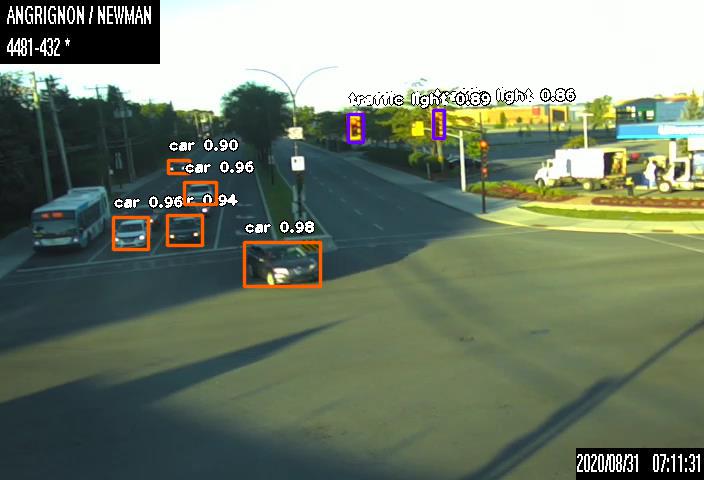 ANGRIGNON / NEWMAN
4481-432 *
traffic light 0.89
light 0.86
car 0.90
car 0.96
car 0.96
0.94
car 0.98
2020/08/31 07:11:31